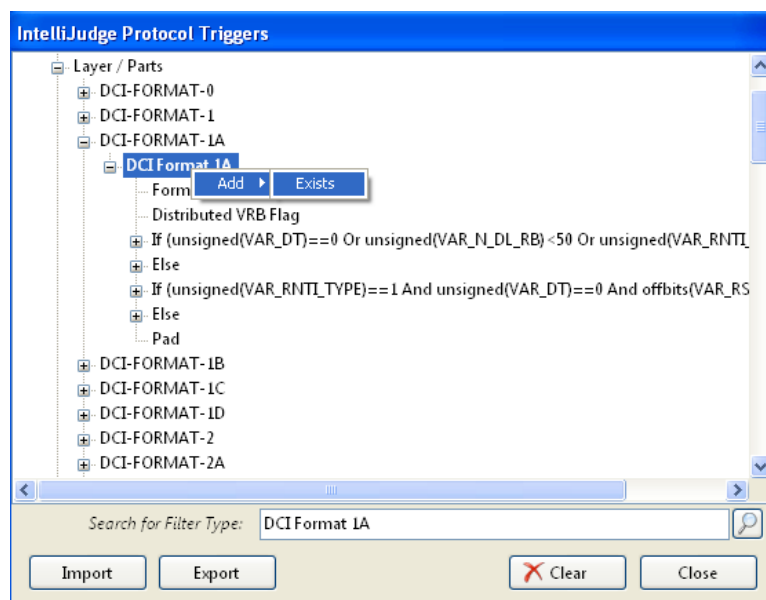 IntelliJudge Protocol Triggers
Layer / Parts
DCI-FORMAT-0
DCI-FORMAT-1
DCI-FORMAT-1A
DCI Format 1A
Add Exists
Form
Distributed VRB Flag
If (unsigned(VAR_DT)==0 Or unsigned(VAR_N_DL_RB)<50 Or unsigned(VAR_RNTI_
Else
If (unsigned(VAR_RNTI_TYPE)==1 And unsigned(VAR_DT)==0 And offbits(VAR_RS
Else
Pad
DCI-FORMAT-1B
DCI-FORMAT-1C
DCI-FORMAT-1D
DCI-FORMAT-2
DCI-FORMAT-2A
Search for Filter Type: DCI Format 1A
Import Export Clear Close